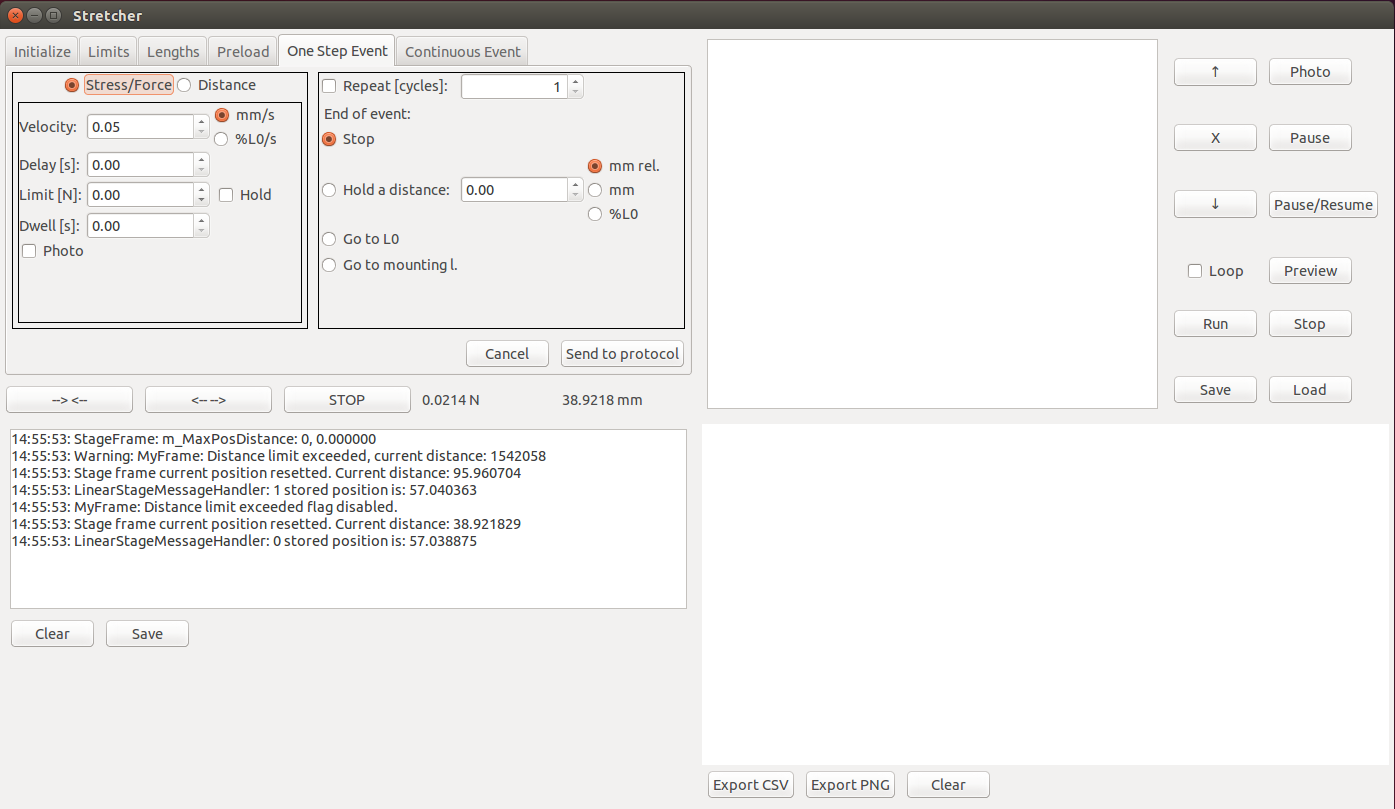 Stretcher
Initialize Limits Lengths Preload One Step Event Continuous Event
Stress/Force Distance
Velocity: 0.05 mm/s
%L0/s
Delay [s]: 0.00
Limit [N]: 0.00 Hold
Dwell [s]: 0.00
Photo
Repeat [cycles]: 1
End of event:
Stop
Hold a distance: 0.00 mm rel.
mm
%L0
Go to L0
Go to mounting l.
Cancel Send to protocol
--> <-- <-- --> STOP 0.0214 N 38.9218 mm
14:55:53: StageFrame: m_MaxPosDistance: 0, 0.000000
14:55:53: Warning: MyFrame: Distance limit exceeded, current distance: 1542058
14:55:53: Stage frame current position resetted. Current distance: 95.960704
14:55:53: LinearStageMessageHandler: 1 stored position is: 57.040363
14:55:53: MyFrame: Distance limit exceeded flag disabled.
14:55:53: Stage frame current position resetted. Current distance: 38.921829
14:55:53: LinearStageMessageHandler: 0 stored position is: 57.038875
Clear Save
↑ Photo
X Pause
↓ Pause/Resume
Loop Preview
Run Stop
Save Load
Export CSV Export PNG Clear